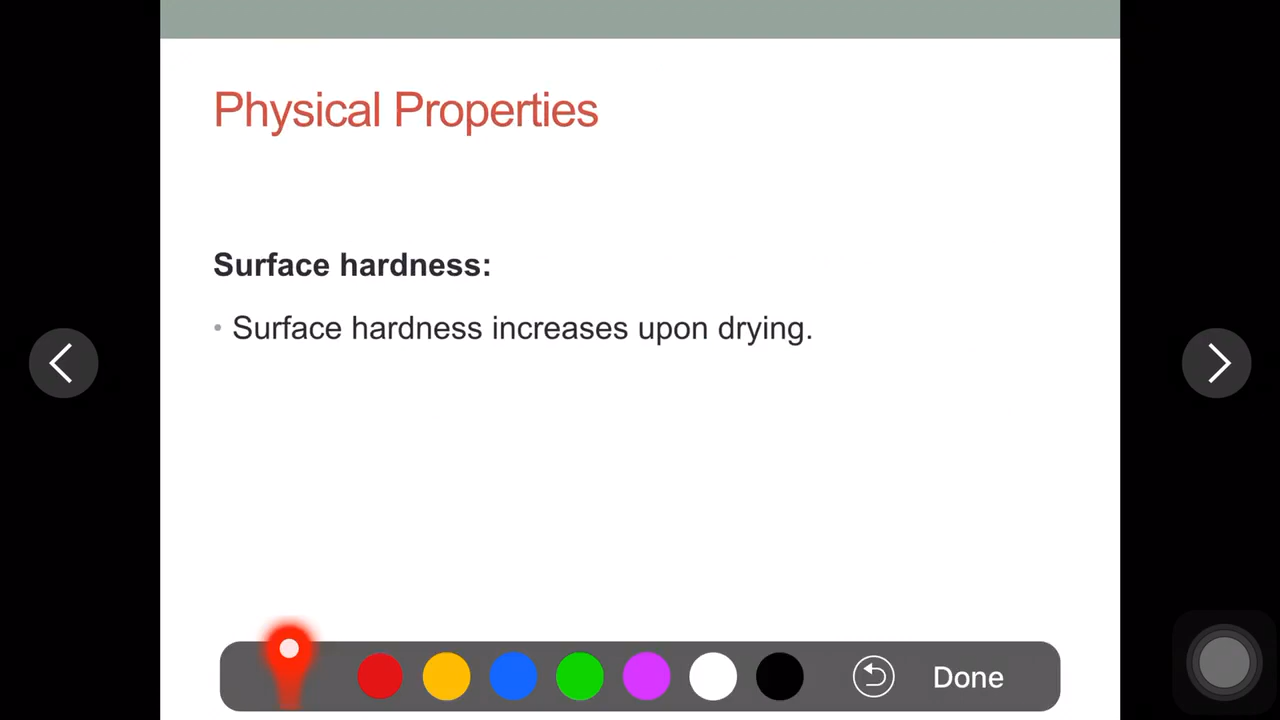 Physical Properties
Surface hardness:
• Surface hardness increases upon drying.
Done